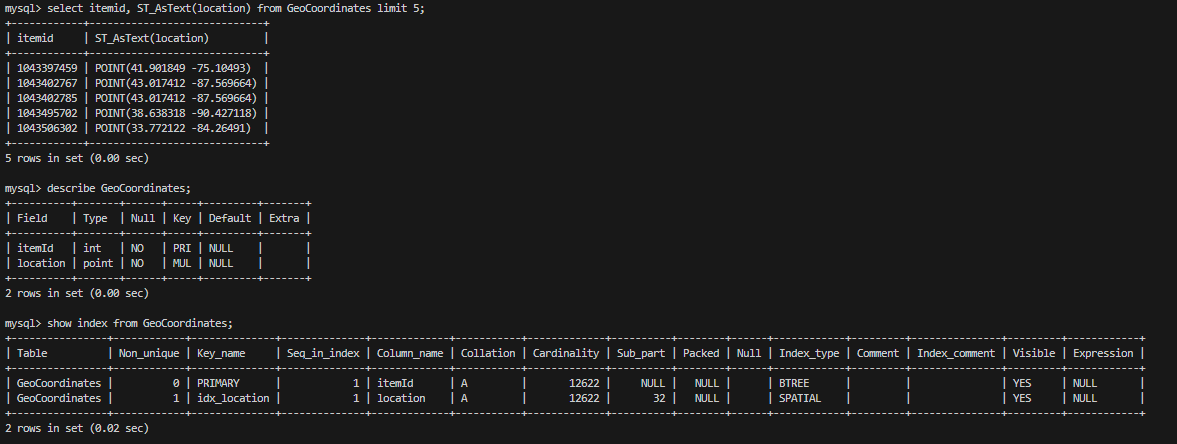 mysql> select itemid, ST_AsText(location) from GeoCoordinates limit 5;
+------------+-----------------------------+
| itemid     | ST_AsText(location)         |
+------------+-----------------------------+
| 1043397459 | POINT(41.901849 -75.10493)  |
| 1043402767 | POINT(43.017412 -87.569664) |
| 1043402785 | POINT(43.017412 -87.569664) |
| 1043495702 | POINT(38.638318 -90.427118) |
| 1043506302 | POINT(33.772122 -84.26491)  |
+------------+-----------------------------+
5 rows in set (0.00 sec)

mysql> describe GeoCoordinates;
+----------+-------+------+-----+---------+-------+
| Field    | Type  | Null | Key | Default | Extra |
+----------+-------+------+-----+---------+-------+
| itemId   | int   | NO   | PRI | NULL    |       |
| location | point | NO   | MUL | NULL    |       |
+----------+-------+------+-----+---------+-------+
2 rows in set (0.00 sec)

mysql> show index from GeoCoordinates;
+----------------+------------+--------------+--------------+-------------+-----------+-------------+----------+--------+------+------------+---------+---------------+---------+------------+
| Table          | Non_unique | Key_name     | Seq_in_index | Column_name | Collation | Cardinality | Sub_part | Packed | Null | Index_type | Comment | Index_comment | Visible | Expression |
+----------------+------------+--------------+--------------+-------------+-----------+-------------+----------+--------+------+------------+---------+---------------+---------+------------+
| GeoCoordinates |          0 | PRIMARY      |            1 | itemId      | A         |       12622 |     NULL | NULL   |      | BTREE      |         |               | YES     | NULL       |
| GeoCoordinates |          1 | idx_location |            1 | location    | A         |       12622 |       32 | NULL   |      | SPATIAL    |         |               | YES     | NULL       |
+----------------+------------+--------------+--------------+-------------+-----------+-------------+----------+--------+------+------------+---------+---------------+---------+------------+
2 rows in set (0.02 sec)